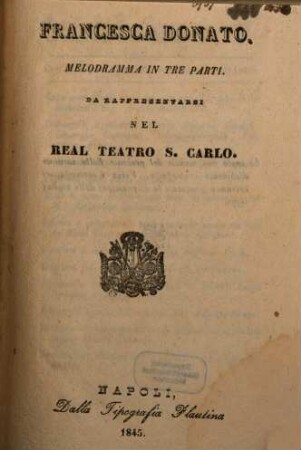 FRANCESCA DONATO.
MELODRAMMA IN TRE PARTI.
DA RAPPRESENTARSI
NEL
REAL TEATRO S. CARLO.
NAPOLI,
Dalla Tipografia Flautina
1845.